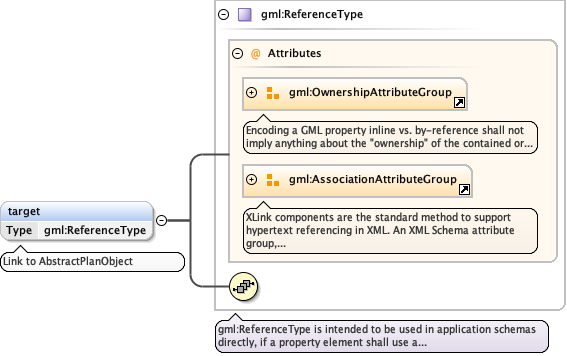 gml:ReferenceType
@ Attributes
gml:OwnershipAttributeGroup
Encoding a GML property inline vs. by-reference shall not
imply anything about the "ownership" of the contained or...
gml:AssociationAttributeGroup
XLink components are the standard method to support
hypertext referencing in XML. An XML Schema attribute
group,...
target
Type gml:ReferenceType
Link to AbstractPlanObject
gml:ReferenceType is intended to be used in application schemas
directly, if a property element shall use a...